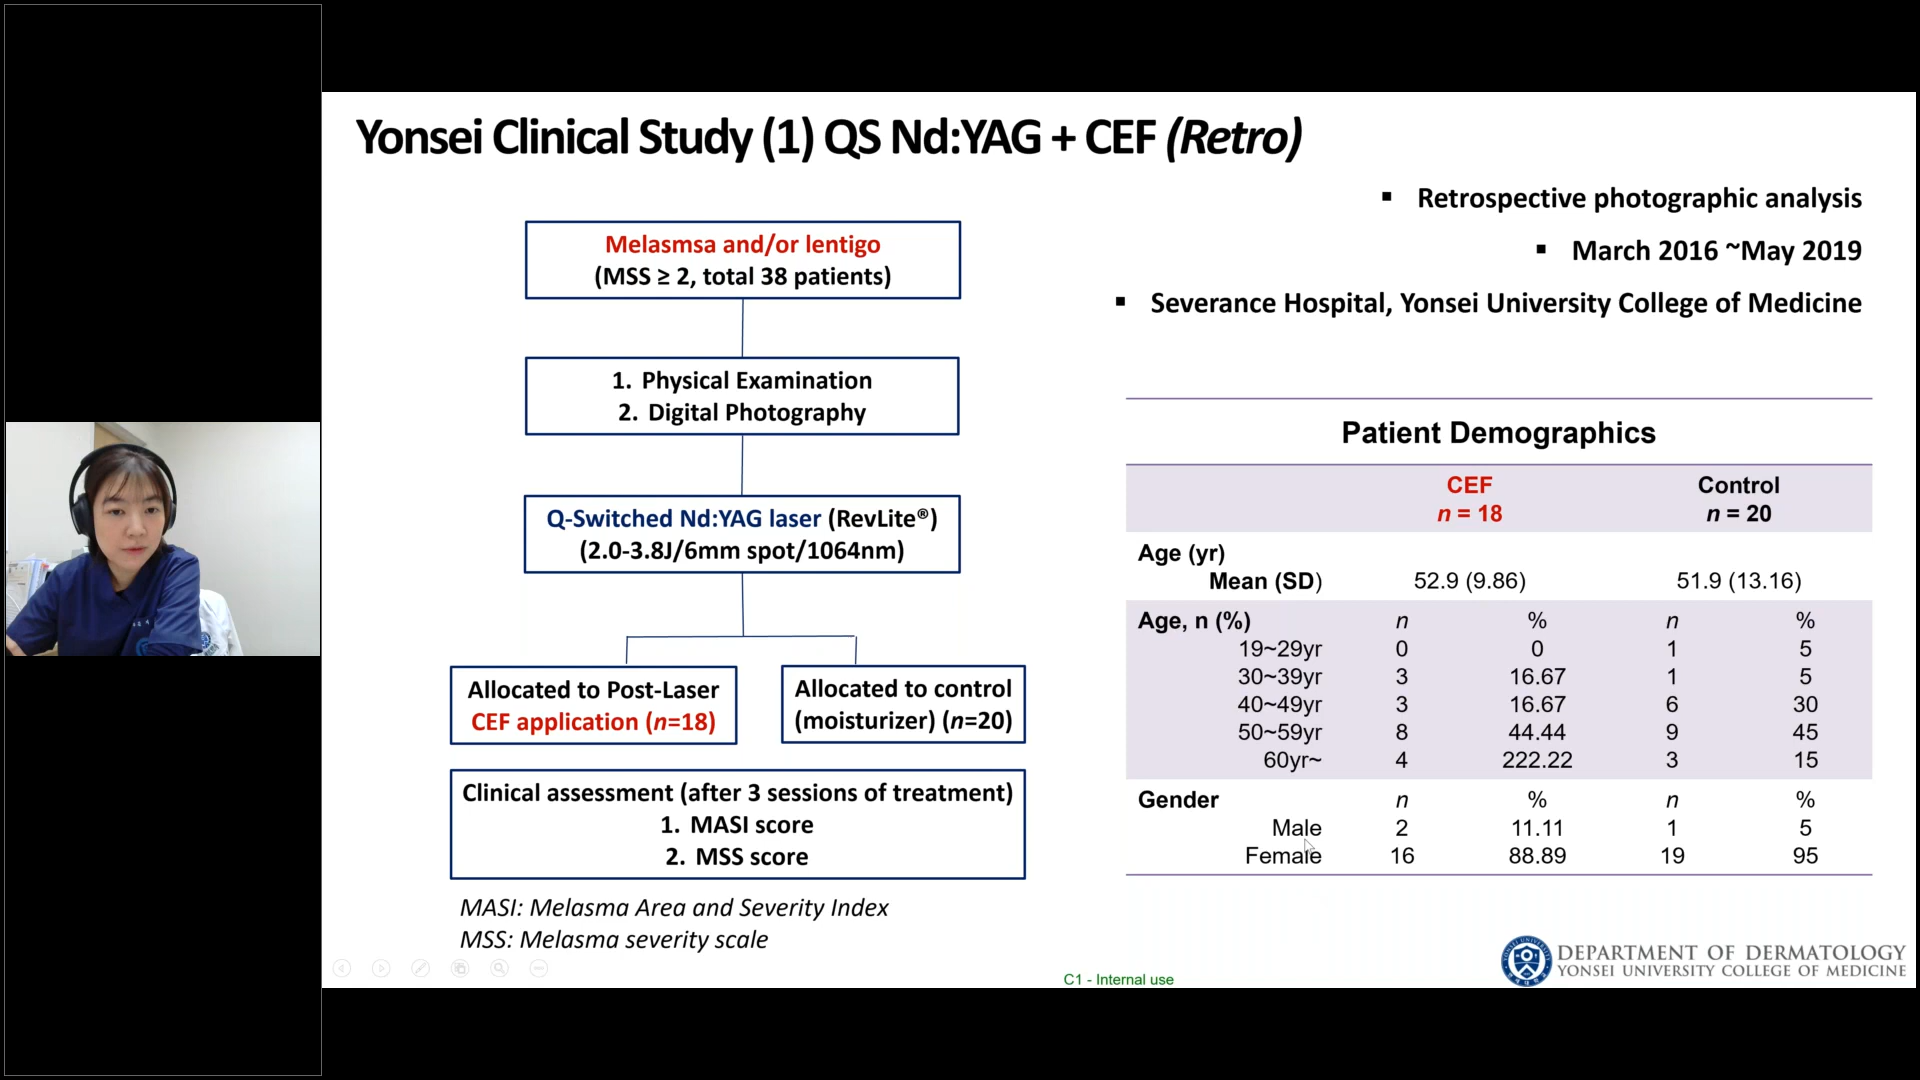 Yonsei Clinical Study (1) QS Nd:YAG + CEF (Retro)
▪ Retrospective photographic analysis
▪ March 2016 ~May 2019
▪ Severance Hospital, Yonsei University College of Medicine
Melasmsa and/or lentigo
(MSS ≥ 2, total 38 patients)
1. Physical Examination
2. Digital Photography
Q-Switched Nd:YAG laser (RevLite®)
(2.0-3.8J/6mm spot/1064nm)
Allocated to Post-Laser
CEF application (n=18)
Allocated to control
(moisturizer) (n=20)
Clinical assessment (after 3 sessions of treatment)
1. MASI score
2. MSS score
MASI: Melasma Area and Severity Index
MSS: Melasma severity scale
Patient Demographics
CEF Control
n = 18 n = 20
Age (yr)
Mean (SD) 52.9 (9.86) 51.9 (13.16)
Age, n (%) n % n %
19~29yr 0 0 1 5
30~39yr 3 16.67 1 5
40~49yr 3 16.67 6 30
50~59yr 8 44.44 9 45
60yr~ 4 222.22 3 15
Gender n % n %
Male 2 11.11 1 5
Female 16 88.89 19 95
C1 - Internal use
DEPARTMENT OF DERMATOLOGY
YONSEI UNIVERSITY COLLEGE OF MEDICINE